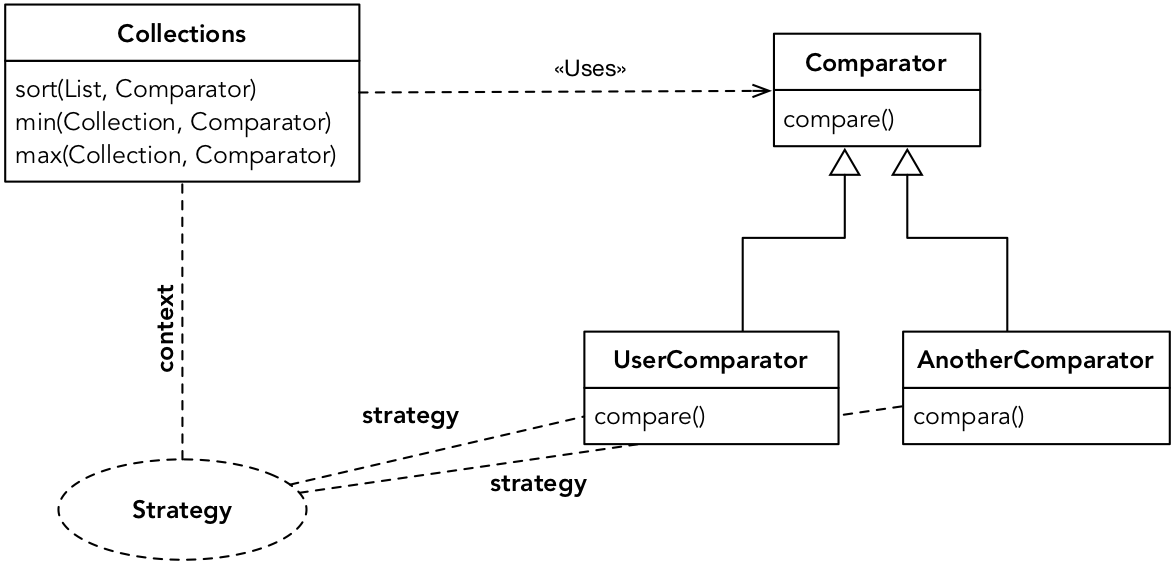 Collections
sort(List, Comparator)
min(Collection, Comparator)
max(Collection, Comparator)
«Uses»
Comparator
compare()
context
UserComparator
compare()
AnotherComparator
compara()
strategy
strategy
Strategy